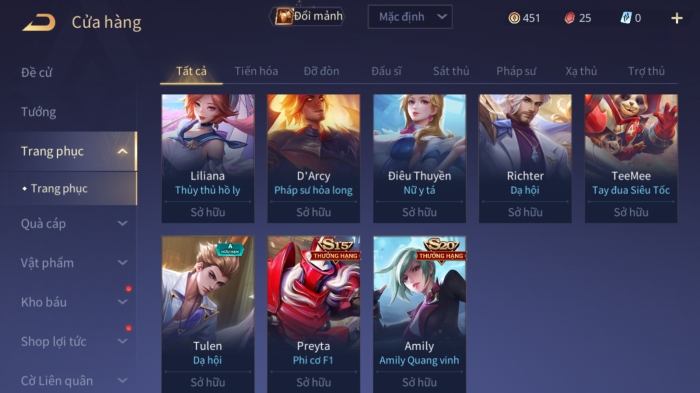 Cửa hàng
Đổi mảnh
Mặc định
451
25
0
Đề cử
Tướng
Trang phục
Trang phục
Quà cáp
Vật phẩm
Kho báu
Shop lợi tức
Cờ Liên quân
Tất cả
Tiến hóa
Đỡ đòn
Đấu sĩ
Sát thủ
Pháp sư
Xạ thủ
Trợ thủ
Liliana
Thủy thủ hồ ly
Sở hữu
D'Arcy
Pháp sư hỏa long
Sở hữu
Điêu Thuyền
Nữ y tá
Sở hữu
Richter
Dạ hội
Sở hữu
TeeMee
Tay đua Siêu Tốc
Sở hữu
A
HỮU HẠN
Tulen
Dạ hội
Sở hữu
S15
THƯỞNG HẠNG
Preyta
Phi cơ F1
Sở hữu
S20
THƯỞNG HẠNG
Amily
Amily Quang vinh
Sở hữu